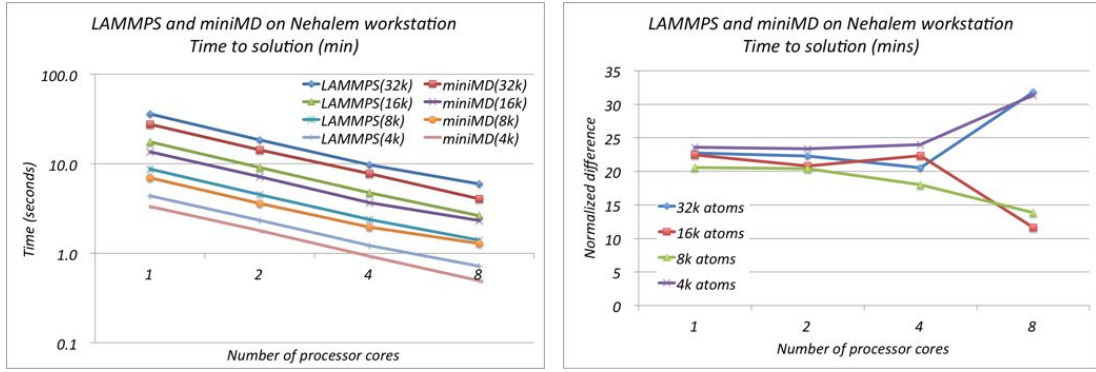 LAMMPS and miniMD on Nehalem workstation
Time to solution (min)
100.0
10.0
1.0
0.1
Time (seconds)
LAMMPS(32k) miniMD(32k)
LAMMPS(16k) miniMD(16k)
LAMMPS(8k) miniMD(8k)
LAMMPS(4k) miniMD(4k)
1 2 4 8
Number of processor cores
LAMMPS and miniMD on Nehalem workstation
Time to solution (mins)
35
30
25
20
15
10
5
0
Normalized difference
32k atoms
16k atoms
8k atoms
4k atoms
1 2 4 8
Number of processor cores